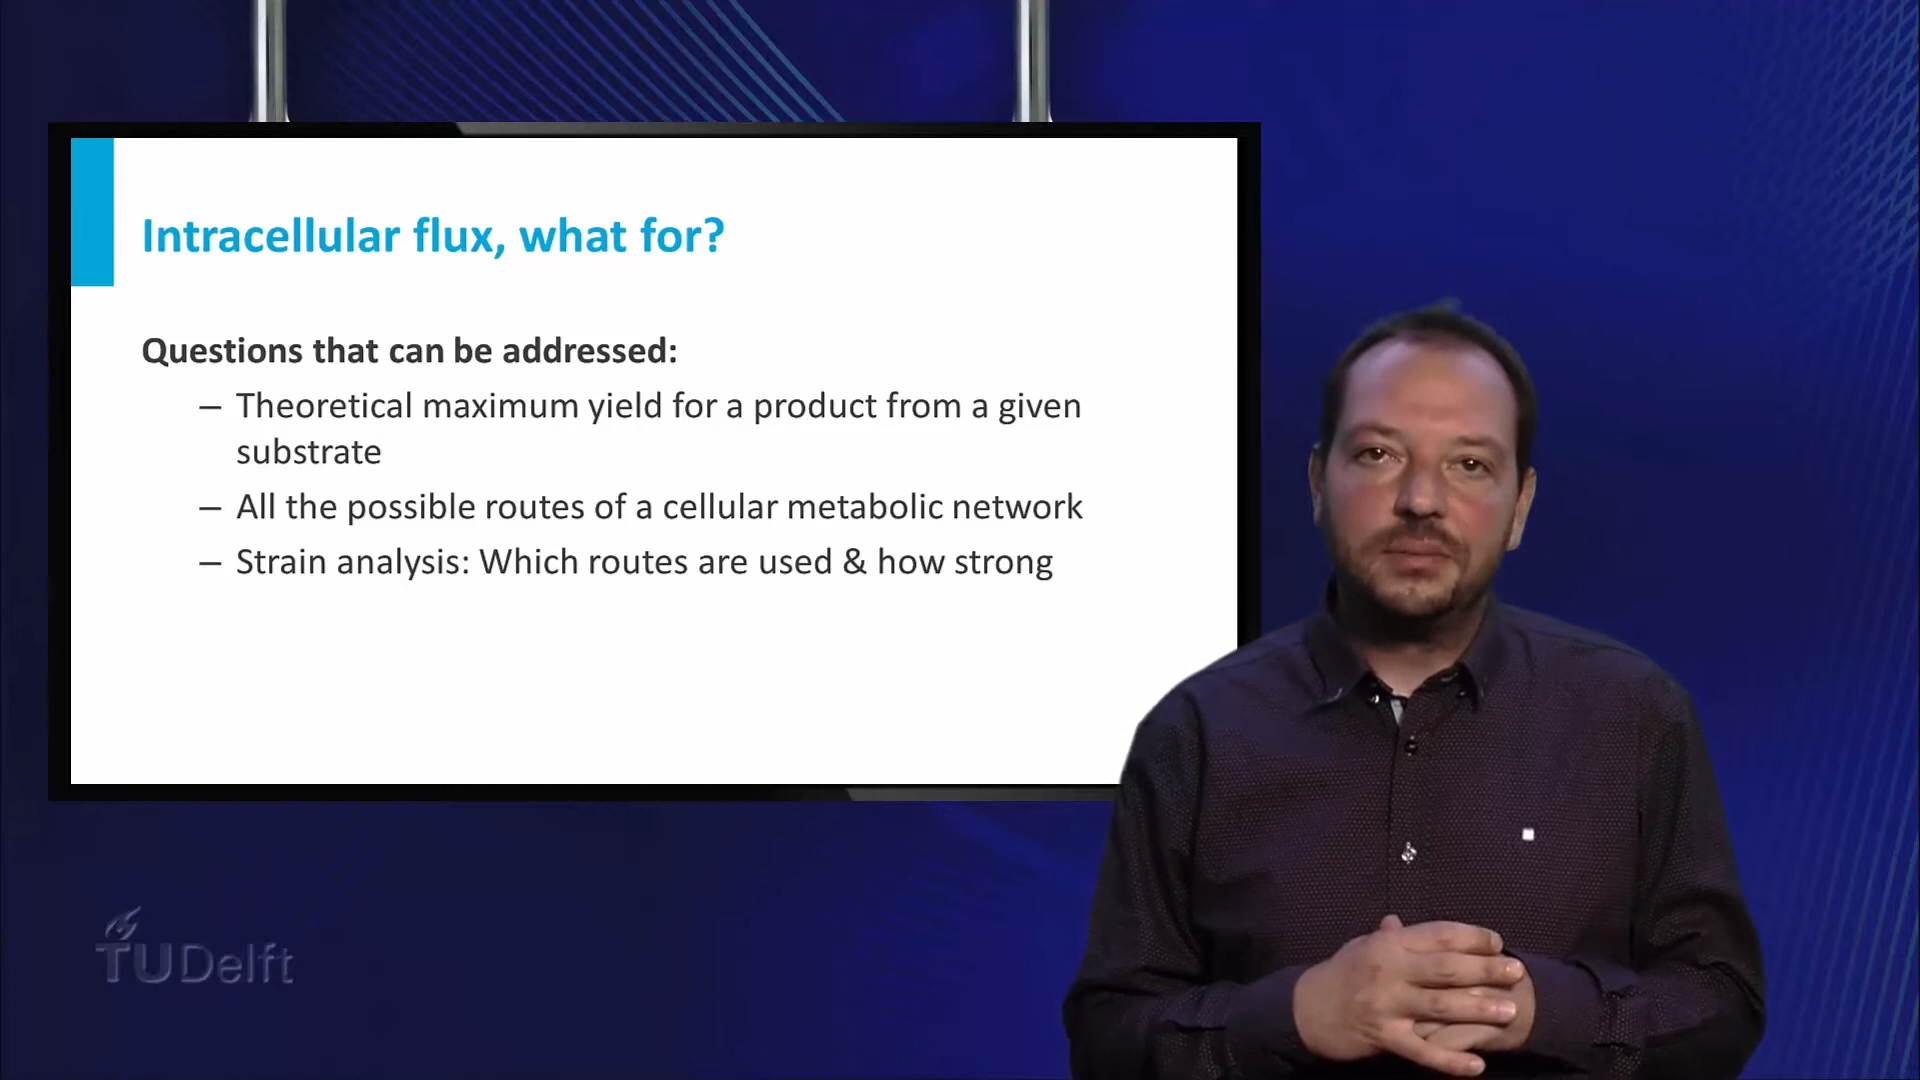 Intracellular flux, what for?
Questions that can be addressed:
– Theoretical maximum yield for a product from a given
substrate
– All the possible routes of a cellular metabolic network
– Strain analysis: Which routes are used & how strong
TUDelft